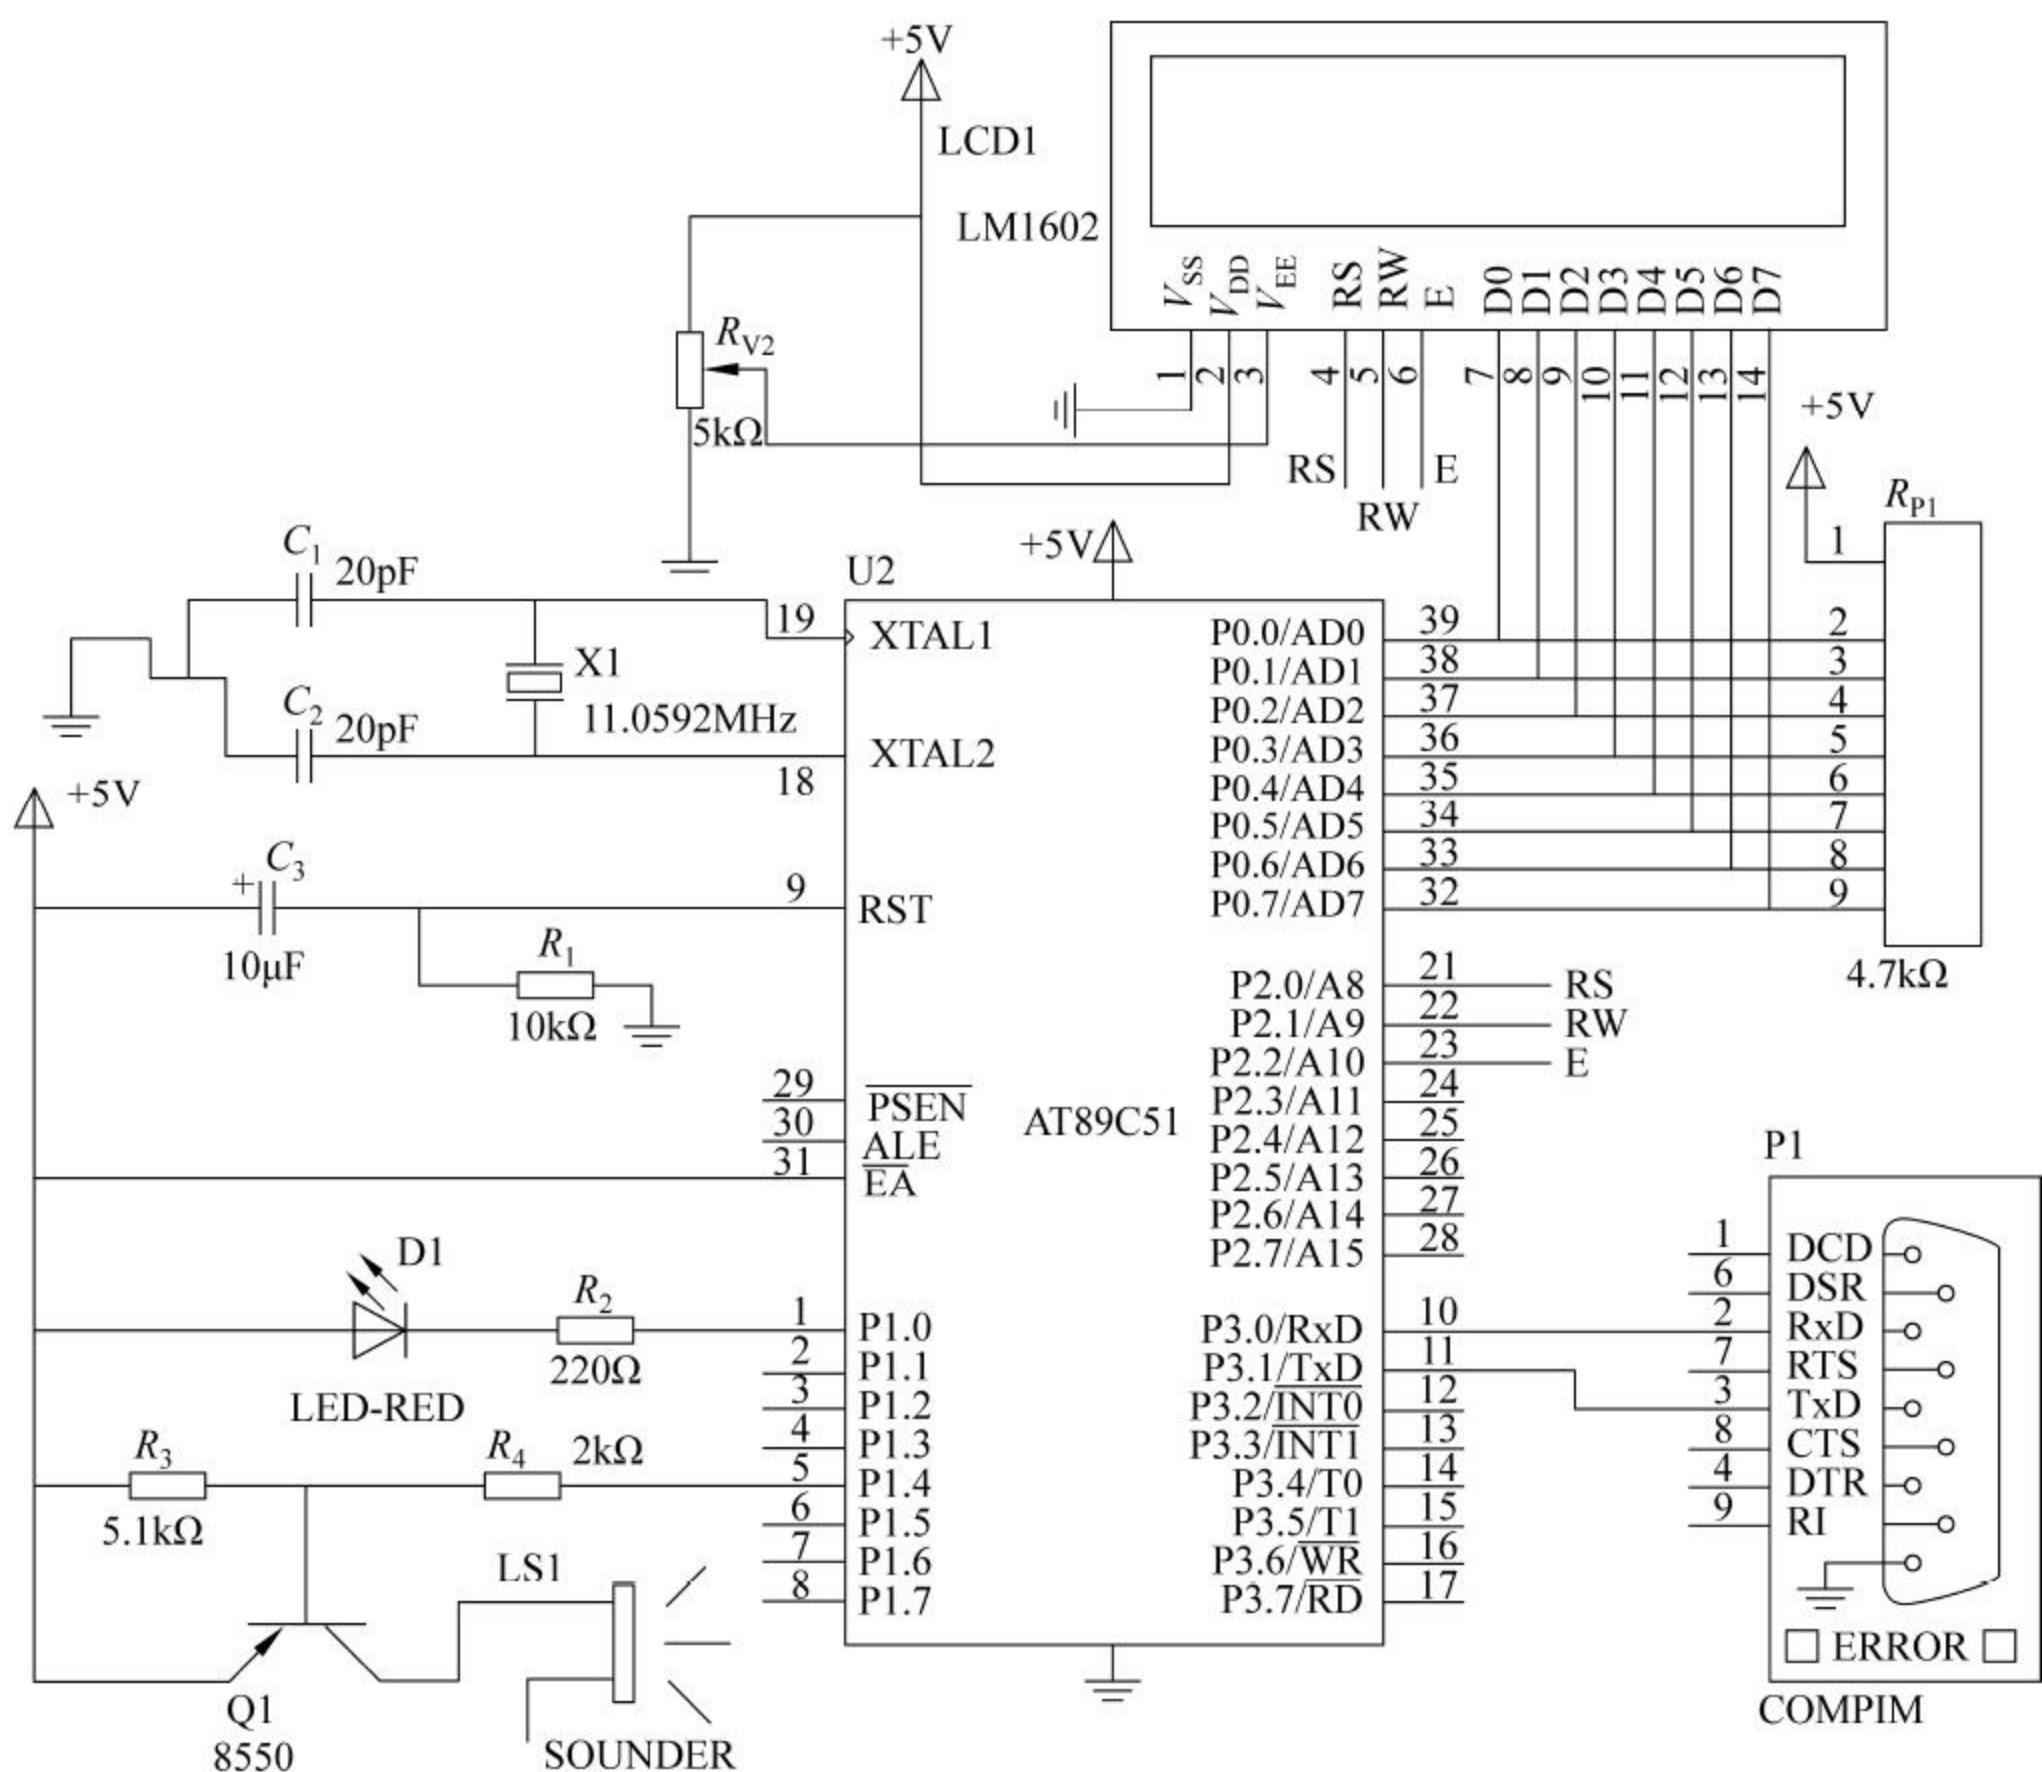 +5V
LCD1
LM1602
VSS
VDD
VEE
RS
RW
E
D0
D1
D2
D3
D4
D5
D6
D7
1
2
3
4
5
6
7
8
9
10
11
12
13
14
RV2
5kΩ
RS
RW
E
+5V
RP1
1
2
3
4
5
6
7
8
9
4.7kΩ
C1
20pF
C2
20pF
X1
11.0592MHz
+5V
C3
+
10μF
R1
10kΩ
+5V
U2
AT89C51
19 XTAL1
18 XTAL2
9 RST
29 PSEN
30 ALE
31 EA
1 P1.0
2 P1.1
3 P1.2
4 P1.3
5 P1.4
6 P1.5
7 P1.6
8 P1.7
P0.0/AD0 39
P0.1/AD1 38
P0.2/AD2 37
P0.3/AD3 36
P0.4/AD4 35
P0.5/AD5 34
P0.6/AD6 33
P0.7/AD7 32
P2.0/A8 21 RS
P2.1/A9 22 RW
P2.2/A10 23 E
P2.3/A11 24
P2.4/A12 25
P2.5/A13 26
P2.6/A14 27
P2.7/A15 28
P3.0/RxD 10
P3.1/TxD 11
P3.2/INT0 12
P3.3/INT1 13
P3.4/T0 14
P3.5/T1 15
P3.6/WR 16
P3.7/RD 17
D1
LED-RED
R2
220Ω
R3
5.1kΩ
R4
2kΩ
LS1
SOUNDER
Q1
8550
P1
1 DCD
6 DSR
2 RxD
7 RTS
3 TxD
8 CTS
4 DTR
9 RI
ERROR
COMPIM